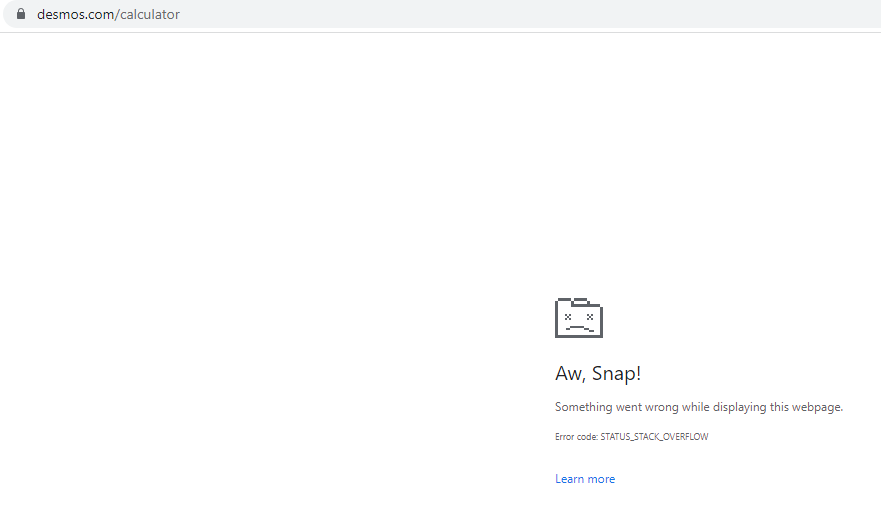 desmos.com/calculator
Aw, Snap!
Something went wrong while displaying this webpage.
Error code: STATUS_STACK_OVERFLOW
Learn more